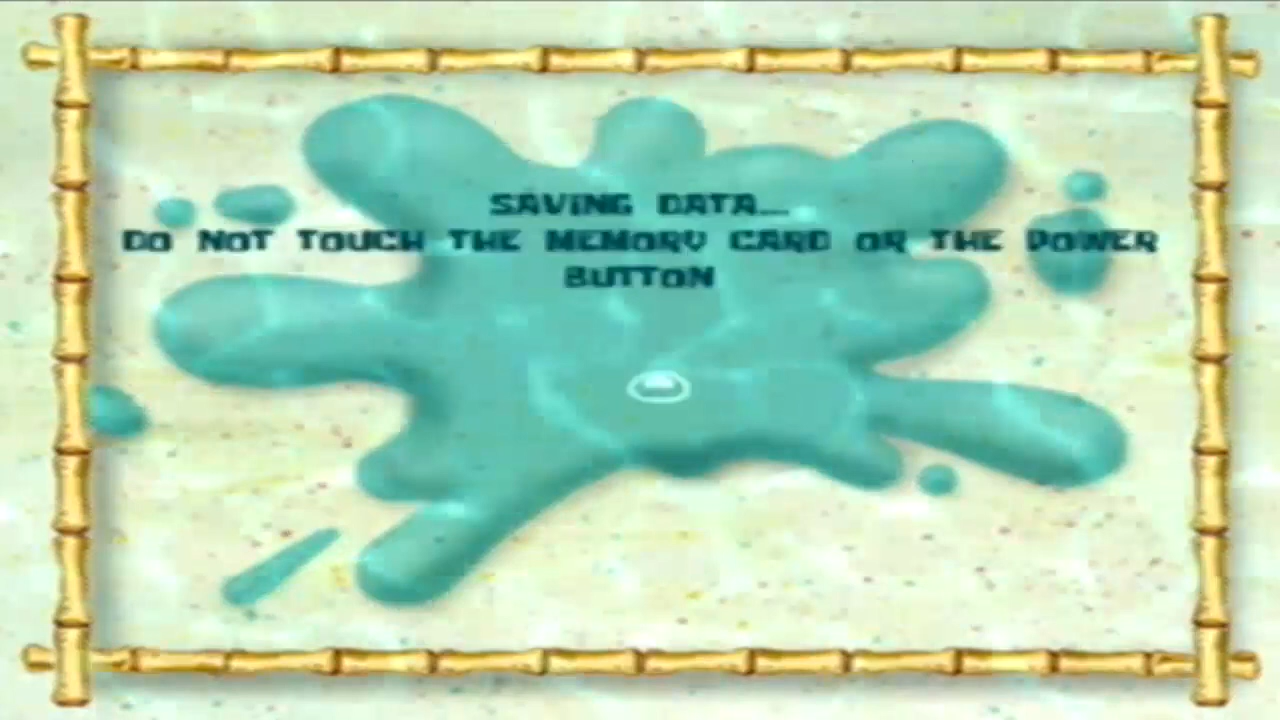 SAVING DATA...
DO NOT TOUCH THE MEMORY CARD OR THE POWER
BUTTON